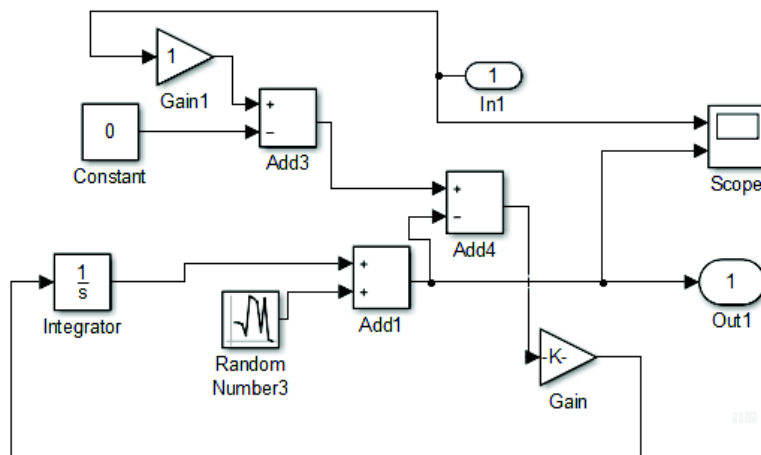 1
Gain1
1
In1
0
Constant
+
−
Add3
Scope
+
−
Add4
1
s
Integrator
Random
Number3
+
+
Add1
1
Out1
-K-
Gain